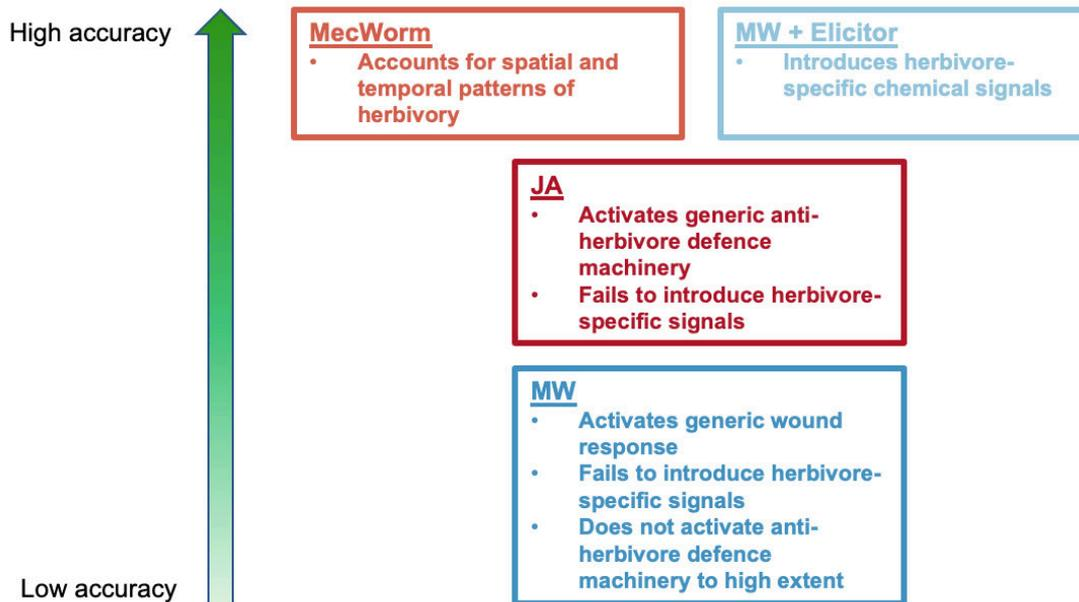 High accuracy
MecWorm
• Accounts for spatial and
temporal patterns of
herbivory
MW + Elicitor
• Introduces herbivore-
specific chemical signals
JA
• Activates generic anti-
herbivore defence
machinery
• Fails to introduce herbivore-
specific signals
MW
• Activates generic wound
response
• Fails to introduce herbivore-
specific signals
• Does not activate anti-
herbivore defence
machinery to high extent
Low accuracy